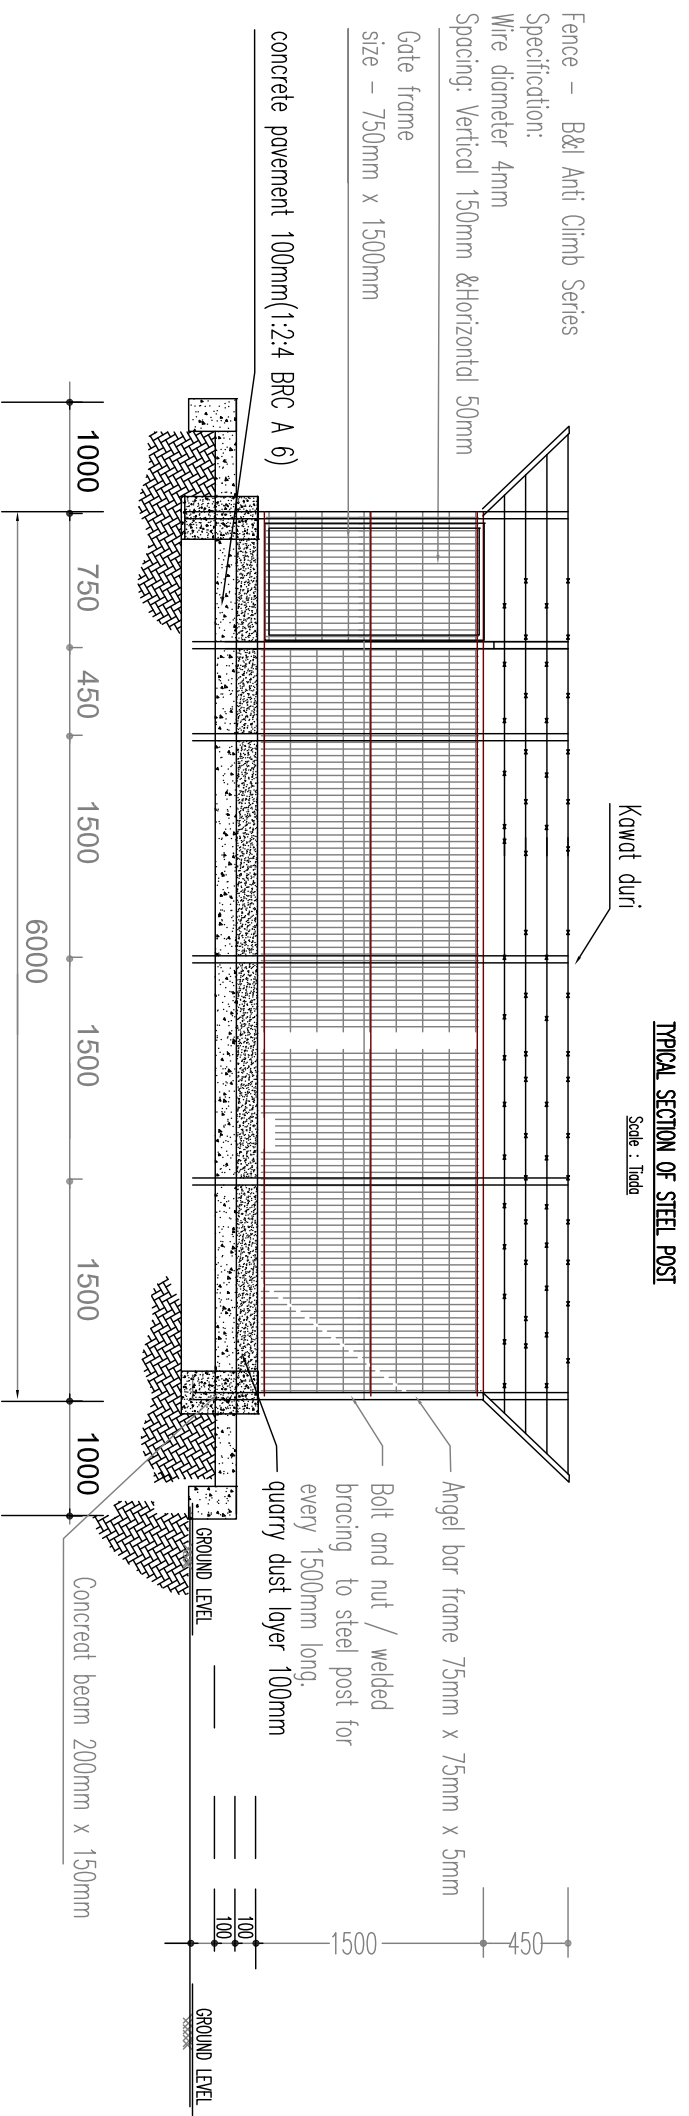 TYPICAL SECTION OF STEEL POST
Scale : Tiada
Kawat duri
Fence - B&I Anti Climb Series
Specification:
Wire diameter 4mm
Spacing: Vertical 150mm &Horizontal 50mm
Gate frame
size - 750mm x 1500mm
concrete pavement 100mm(1:2:4 BRC A 6)
Angel bar frame 75mm x 75mm x 5mm
Bolt and nut / welded
bracing to steel post for
every 1500mm long.
quarry dust layer 100mm
GROUND LEVEL
GROUND LEVEL
Concreat beam 200mm x 150mm
450
1500
100
100
1000
750
450
1500
1500
1500
1000
6000